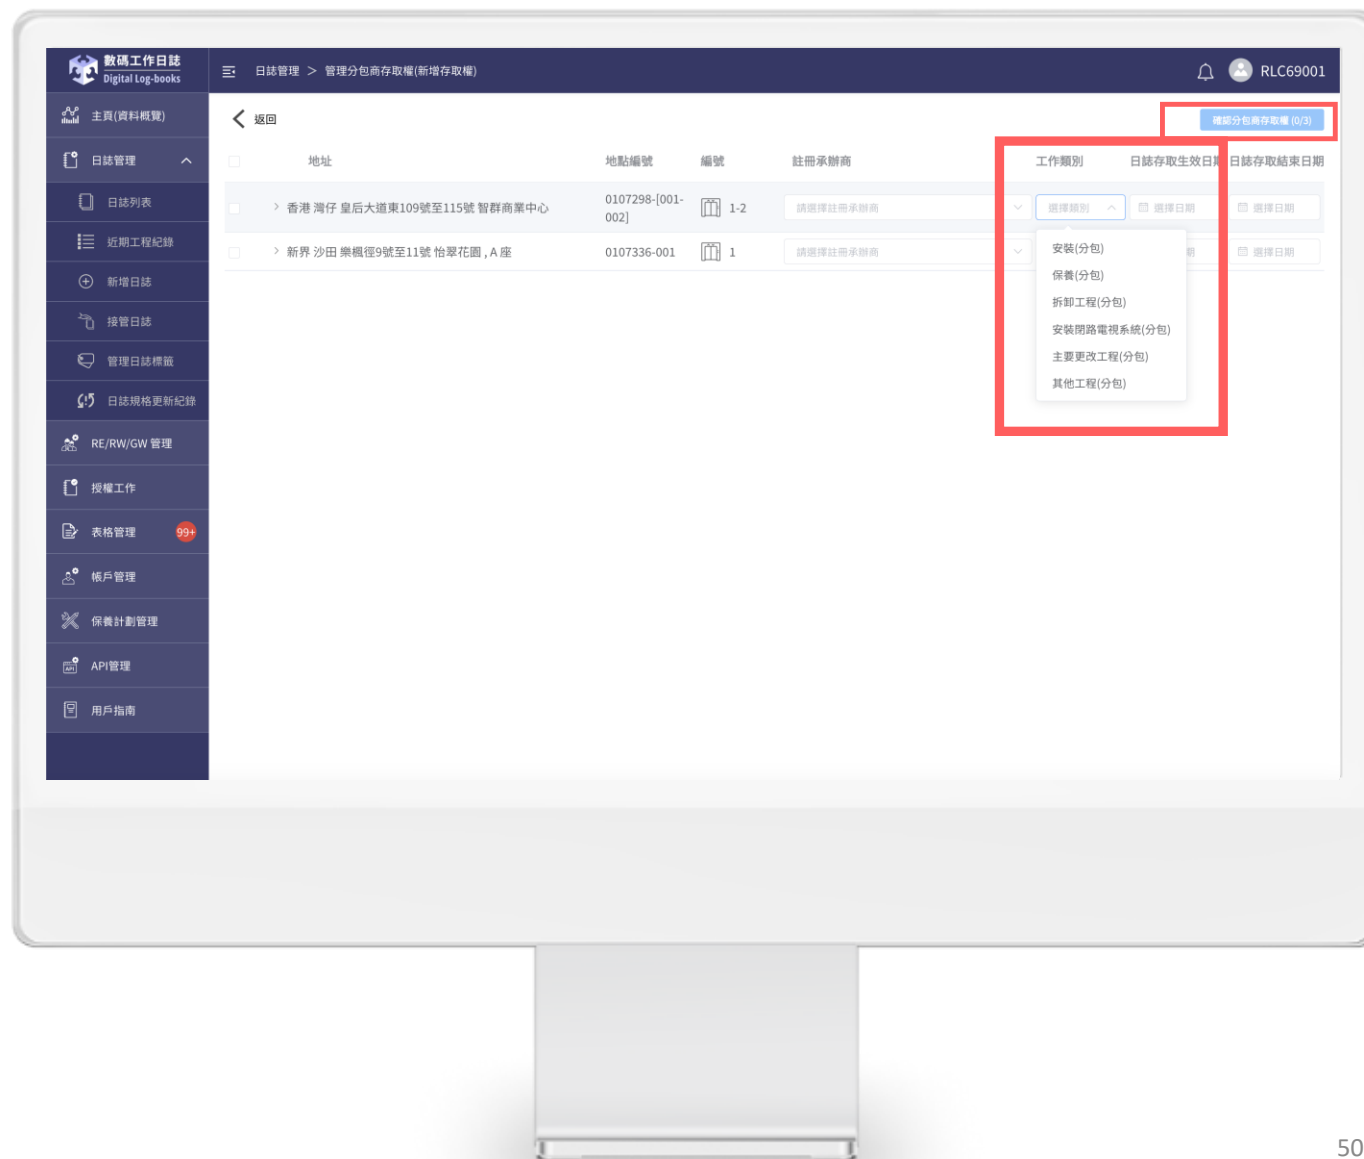 數碼工作日誌
Digital Log-books
日誌管理 > 管理分包商存取權(新增存取權)
RLC69001
主頁(資料概覽)
日誌管理
日誌列表
近期工程紀錄
新增日誌
接管日誌
管理日誌標籤
日誌規格更新紀錄
RE/RW/GW 管理
授權工作
表格管理 99+
帳戶管理
保養計劃管理
API管理
用戶指南
返回
確認分包商存取權 (0/3)
地址 地點編號 編號 註冊承辦商 工作類別 日誌存取生效日期 日誌存取結束日期
香港 灣仔 皇后大道東109號至115號 智群商業中心 0107298-[001-
002] 1-2 請選擇註冊承辦商 選擇類別 選擇日期 選擇日期
新界 沙田 樂楓徑9號至11號 怡翠花園 , A 座 0107336-001 1 請選擇註冊承辦商 期 選擇日期
安裝(分包)
保養(分包)
拆卸工程(分包)
安裝閉路電視系統(分包)
主要更改工程(分包)
其他工程(分包)
50